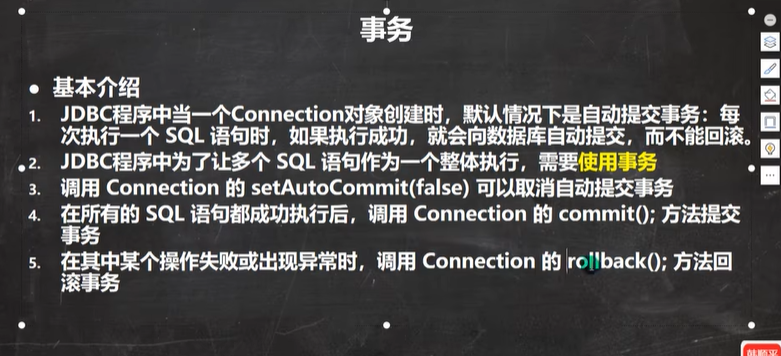 事务
● 基本介绍
1. JDBC程序中当一个Connection对象创建时，默认情况下是自动提交事务：每
次执行一个 SQL 语句时，如果执行成功，就会向数据库自动提交，而不能回滚。
2. JDBC程序中为了让多个 SQL 语句作为一个整体执行，需要使用事务
3. 调用 Connection 的 setAutoCommit(false) 可以取消自动提交事务
4. 在所有的 SQL 语句都成功执行后，调用 Connection 的 commit(); 方法提交
事务
5. 在其中某个操作失败或出现异常时，调用 Connection 的 rollback(); 方法回
滚事务